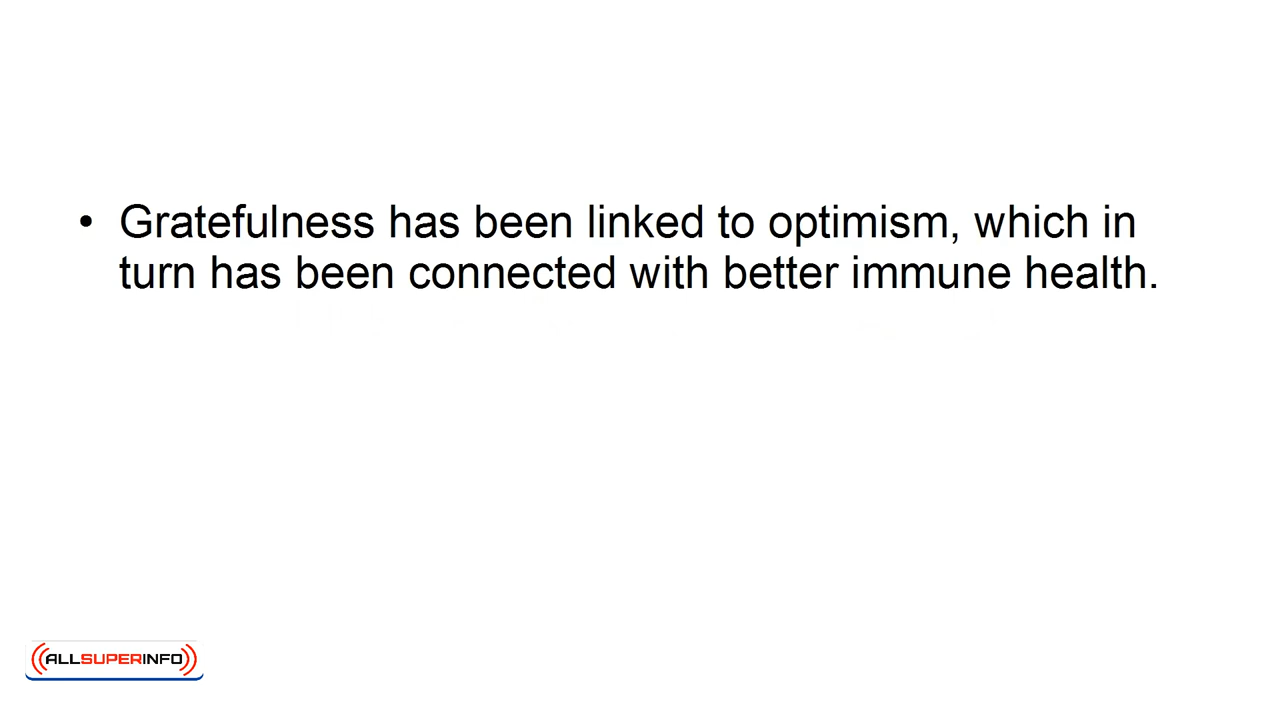 • Gratefulness has been linked to optimism, which in
turn has been connected with better immune health.
ALLSUPERINFO